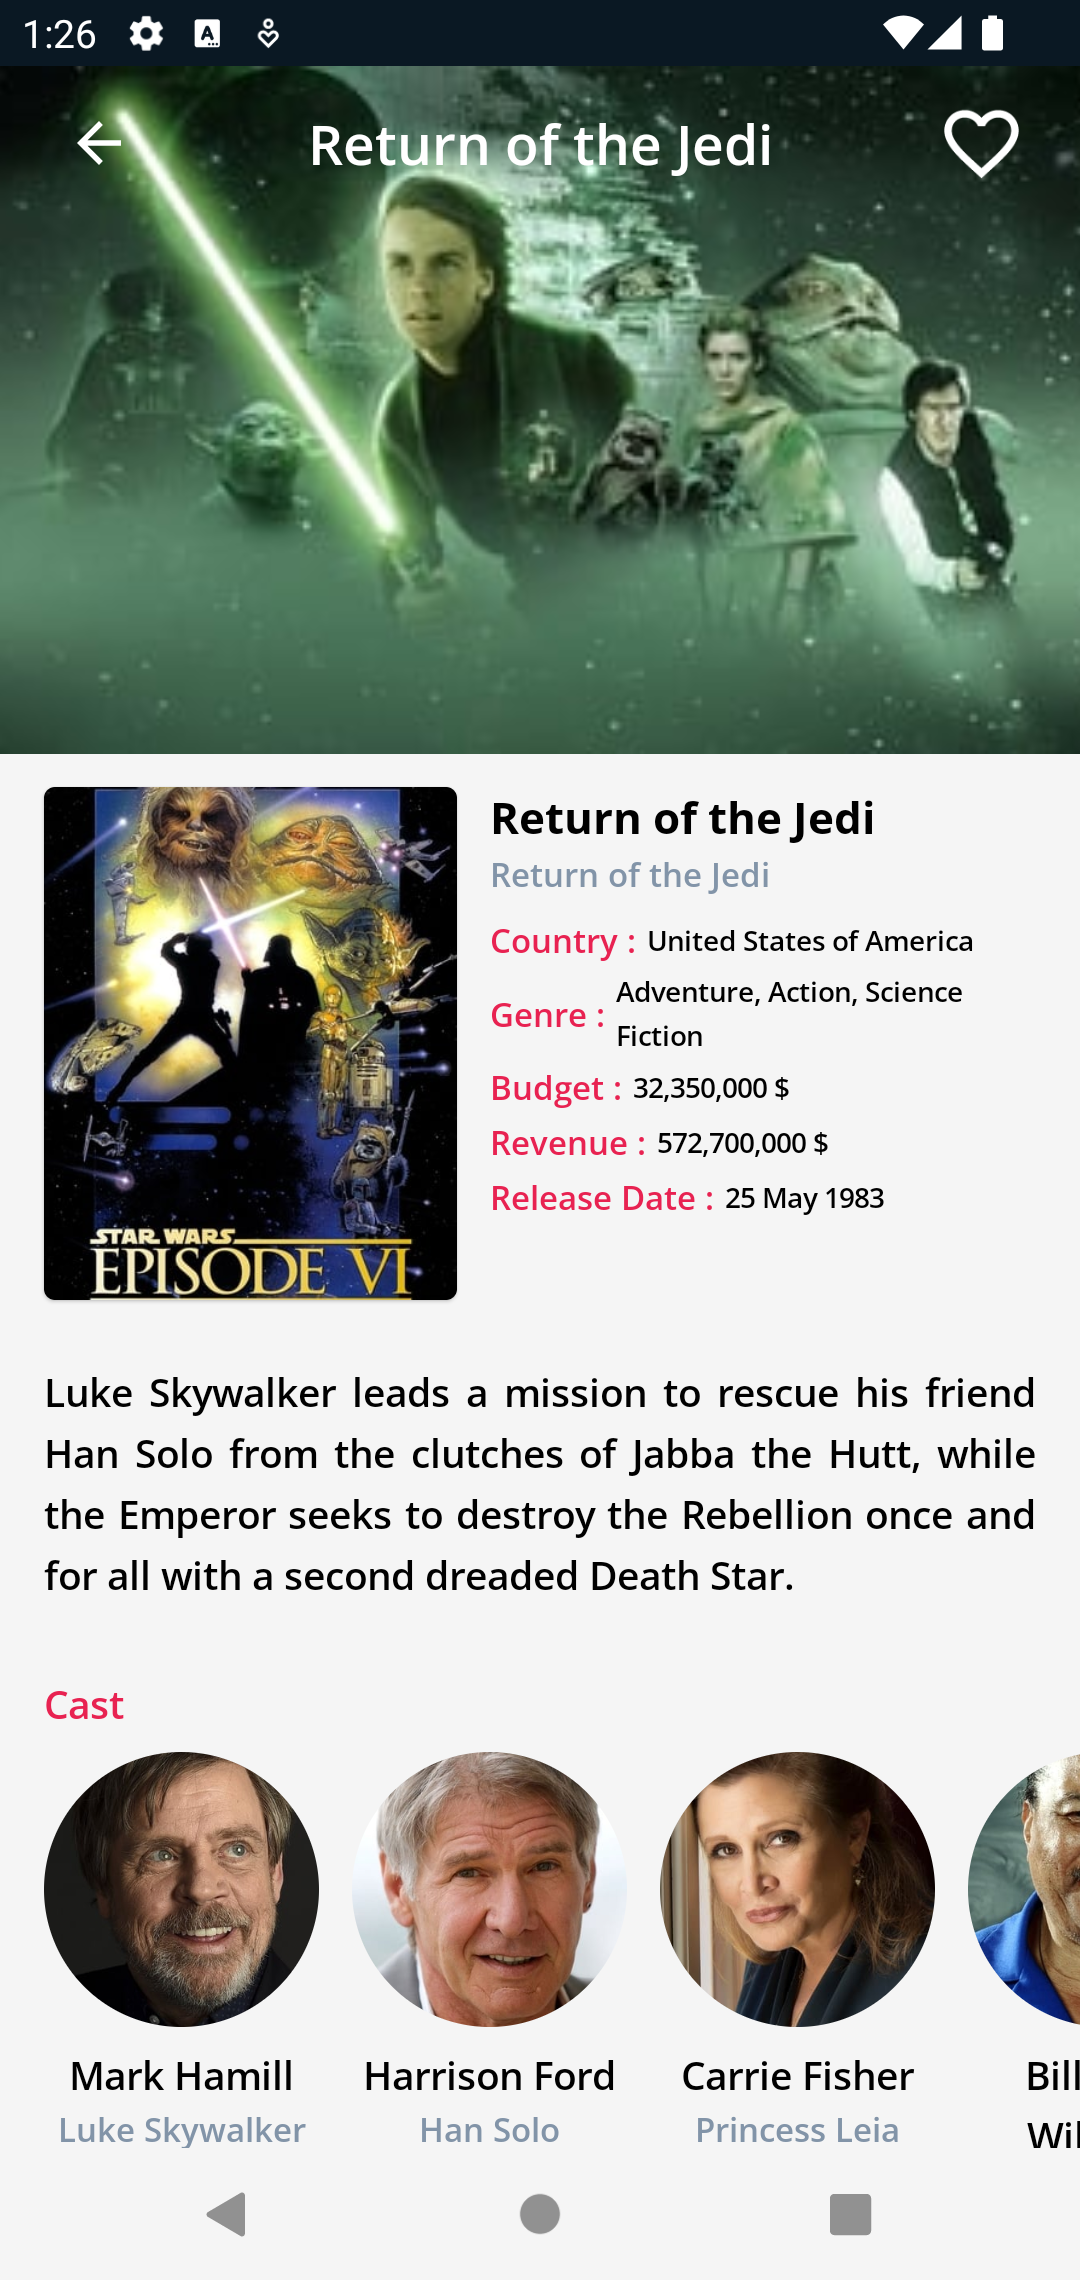 1:26
Return of the Jedi
STAR WARS
EPISODE VI
Return of the Jedi
Return of the Jedi
Country : United States of America
Genre : Adventure, Action, Science
Fiction
Budget : 32,350,000 $
Revenue : 572,700,000 $
Release Date : 25 May 1983
Luke Skywalker leads a mission to rescue his friend
Han Solo from the clutches of Jabba the Hutt, while
the Emperor seeks to destroy the Rebellion once and
for all with a second dreaded Death Star.
Cast
Mark Hamill
Luke Skywalker
Harrison Ford
Han Solo
Carrie Fisher
Princess Leia
Bill